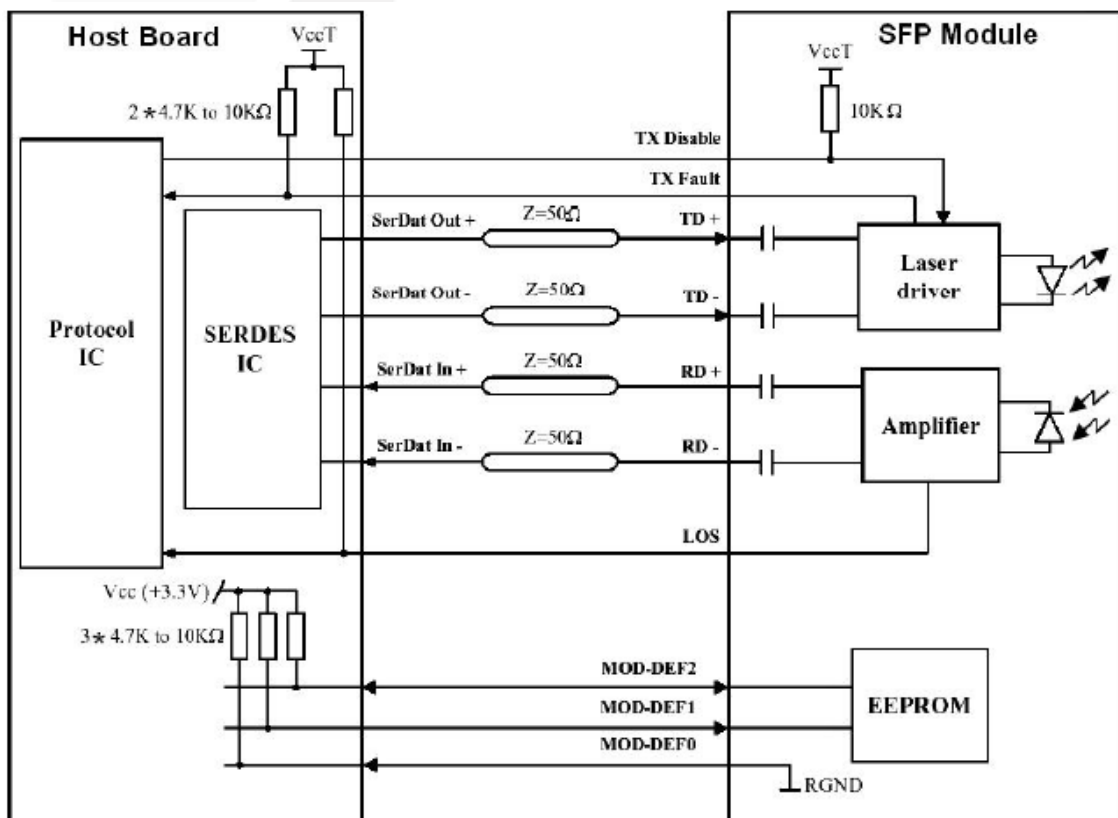 Host Board
SFP Module
VccT
VccT
2*4.7K to 10KΩ
10KΩ
TX Disable
TX Fault
SerDat Out +
Z=50Ω
TD +
SerDat Out -
Z=50Ω
TD -
Laser
driver
Protocol
IC
SERDES
IC
SerDat In +
Z=50Ω
RD +
SerDat In -
Z=50Ω
RD -
Amplifier
LOS
Vcc (+3.3V)
3*4.7K to 10KΩ
MOD-DEF2
MOD-DEF1
MOD-DEF0
EEPROM
RGND